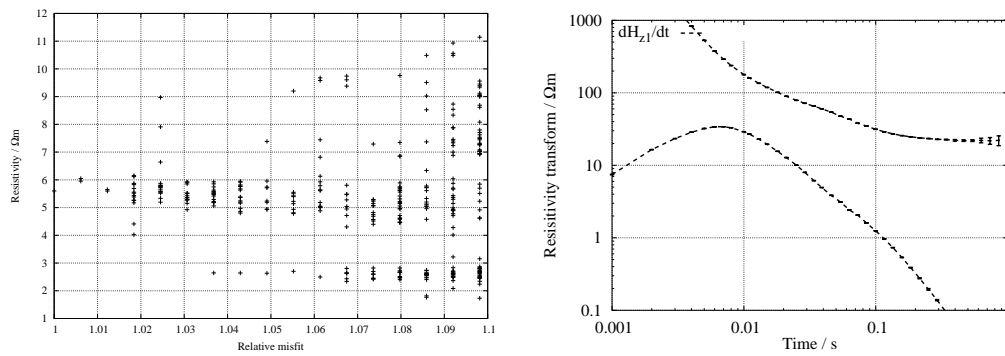 12
11
10
9
8
7
6
5
4
3
2
1
Resistivity / Ωm
1 1.01 1.02 1.03 1.04 1.05 1.06 1.07 1.08 1.09 1.1
Relative misfit
dH_z1/dt
1000
100
10
1
0.1
Resisitivity transform / Ωm
0.001 0.01 0.1
Time / s